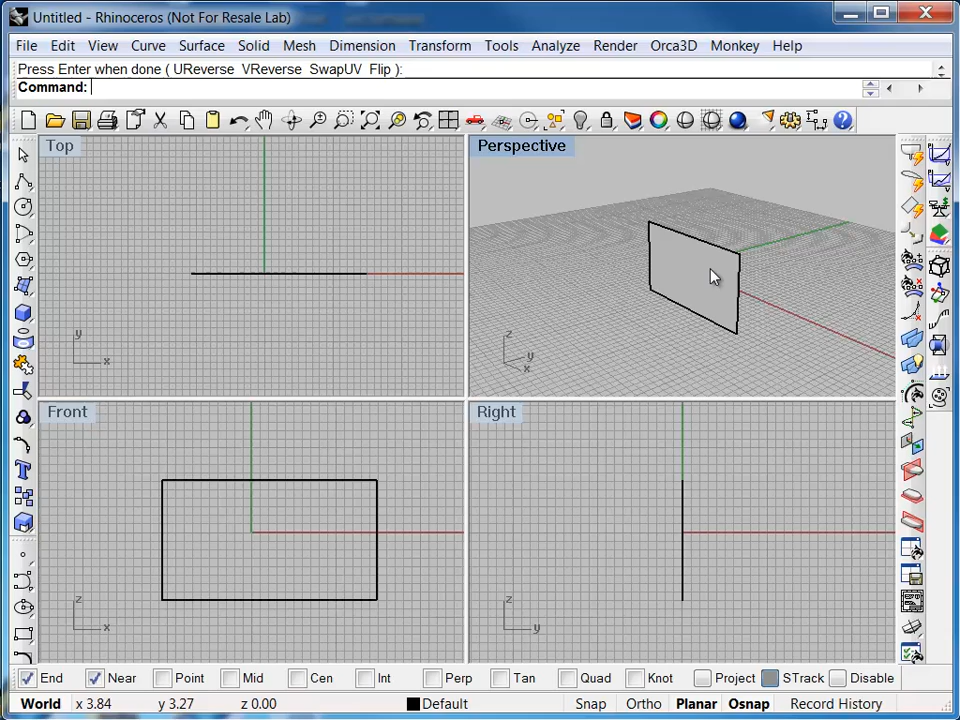 Untitled - Rhinoceros (Not For Resale Lab)
File Edit View Curve Surface Solid Mesh Dimension Transform Tools Analyze Render Orca3D Monkey Help
Press Enter when done ( UReverse VReverse SwapUV Flip ):
Command:
Top
Perspective
y
x
z
y
x
Front
Right
z
x
z
y
End Near Point Mid Cen Int Perp Tan Quad Knot Project STrack Disable
World x 3.84 y 3.27 z 0.00 Default Snap Ortho Planar Osnap Record History